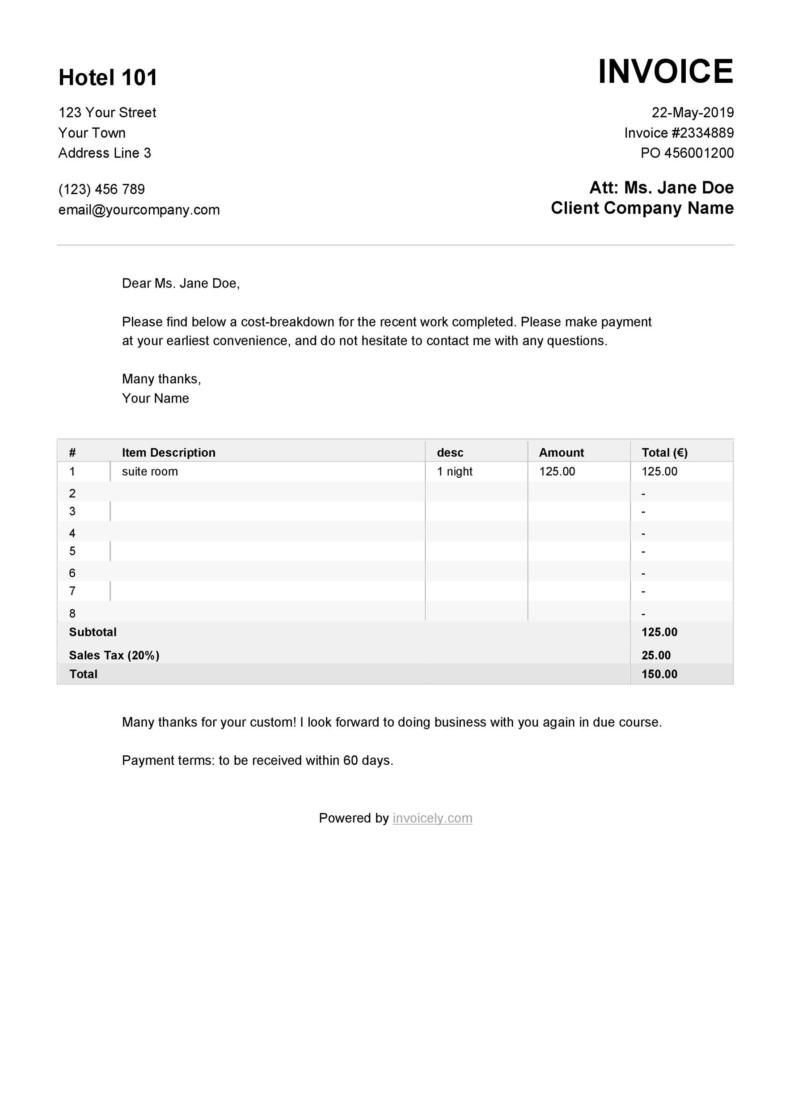 Hotel 101
INVOICE
123 Your Street
Your Town
Address Line 3
22-May-2019
Invoice #2334889
PO 456001200
(123) 456 789
email@yourcompany.com
Att: Ms. Jane Doe
Client Company Name
Dear Ms. Jane Doe,
Please find below a cost-breakdown for the recent work completed. Please make payment
at your earliest convenience, and do not hesitate to contact me with any questions.
Many thanks,
Your Name
# Item Description desc Amount Total (€)
1 suite room 1 night 125.00 125.00
2 -
3 -
4 -
5 -
6 -
7 -
8 -
Subtotal 125.00
Sales Tax (20%) 25.00
Total 150.00
Many thanks for your custom! I look forward to doing business with you again in due course.
Payment terms: to be received within 60 days.
Powered by invoicely.com